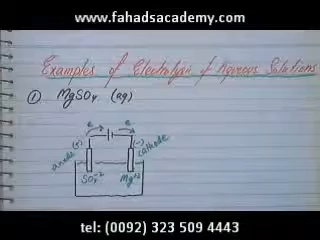 www.fahadsacademy.com
Examples of Electrolysis of Aqueous Solutions
① MgSO₄ (aq)
e e
anode (+) (-) cathode
SO₄⁻² Mg⁺²
tel: (0092) 323 509 4443